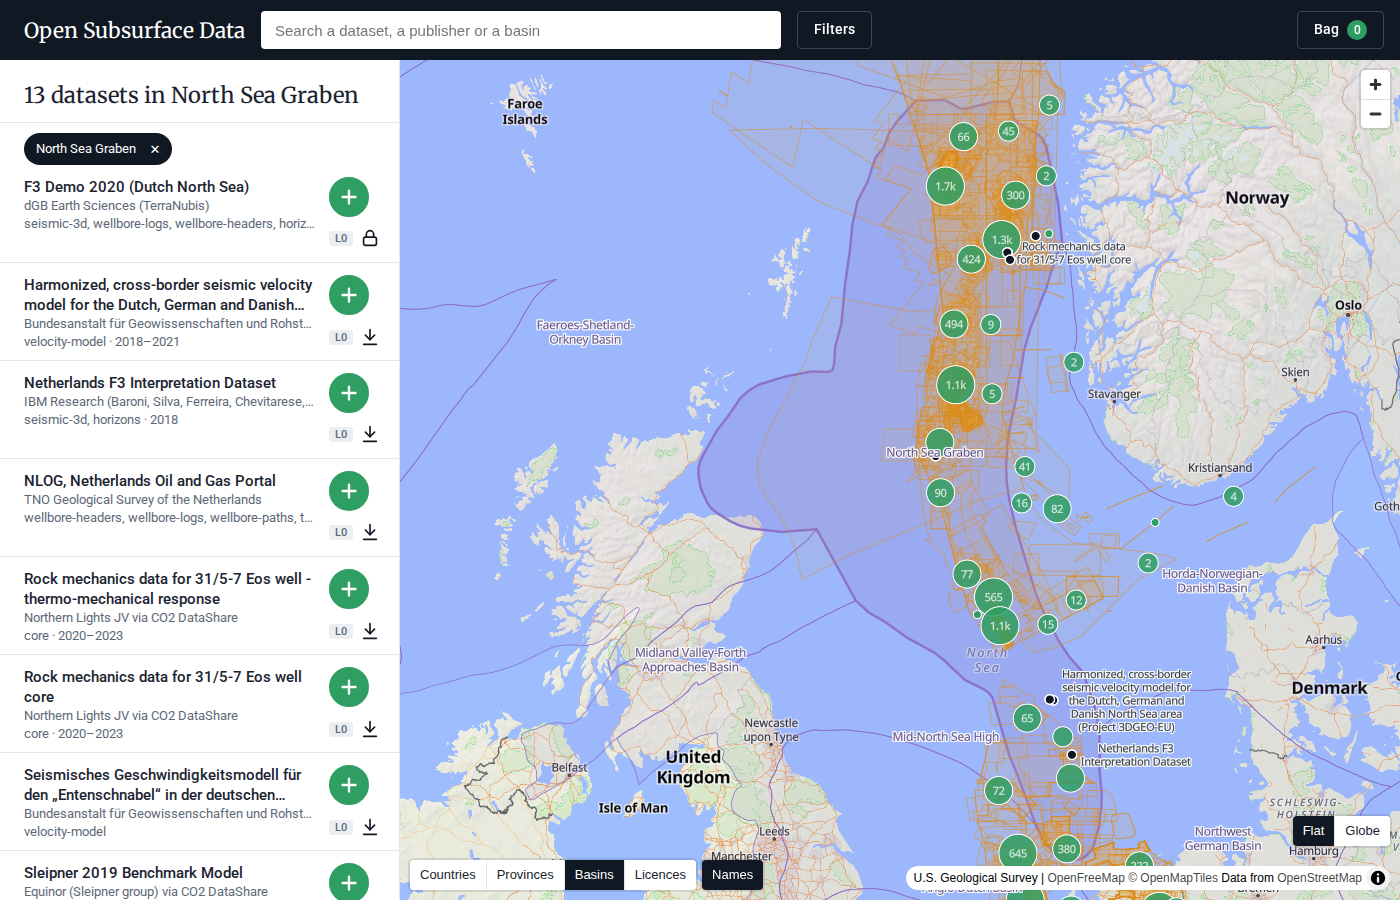 Open Subsurface Data
Search a dataset, a publisher or a basin
Filters
Bag 0
13 datasets in North Sea Graben
North Sea Graben ×
F3 Demo 2020 (Dutch North Sea)
dGB Earth Sciences (TerraNubis)
seismic-3d, wellbore-logs, wellbore-headers, horiz…
L0
Harmonized, cross-border seismic velocity
model for the Dutch, German and Danish…
Bundesanstalt für Geowissenschaften und Rohst…
velocity-model · 2018–2021
L0
Netherlands F3 Interpretation Dataset
IBM Research (Baroni, Silva, Ferreira, Chevitarese,…
seismic-3d, horizons · 2018
L0
NLOG, Netherlands Oil and Gas Portal
TNO Geological Survey of the Netherlands
wellbore-headers, wellbore-logs, wellbore-paths, t…
L0
Rock mechanics data for 31/5-7 Eos well -
thermo-mechanical response
Northern Lights JV via CO2 DataShare
core · 2020–2023
L0
Rock mechanics data for 31/5-7 Eos well
core
Northern Lights JV via CO2 DataShare
core · 2020–2023
L0
Seismisches Geschwindigkeitsmodell für
den „Entenschnabel“ in der deutschen…
Bundesanstalt für Geowissenschaften und Rohst…
velocity-model
L0
Sleipner 2019 Benchmark Model
Equinor (Sleipner group) via CO2 DataShare
Faroe
Islands
5
66
45
2
1.7k
300
Norway
1.3k
Rock mechanics data
for 31/5-7 Eos well core
424
Oslo
Faeroes-Shetland-
Orkney Basin
494
9
2
Skien
1.1k
5
Stavanger
North Sea Graben
41
Kristiansand
90
16
82
4
Goth
2
77
Horda-Norwegian-
Danish Basin
565
12
1.1k
15
Aarhus
North
Sea
Midland Valley-Forth
Approaches Basin
Harmonized, cross-border
seismic velocity model for
the Dutch, German and
Danish North Sea area
(Project 3DGEO-EU)
Denmark
65
Newcastle
upon Tyne
Mid-North Sea High
Netherlands F3
Interpretation Dataset
United
Kingdom
Belfast
72
Isle of Man
SCHLESWIG-
HOLSTEIN
Leeds
Northwest
German Basin
Flat
Globe
645
380
Hamburg
Manchester
Countries
Provinces
Basins
Licences
Names
U.S. Geological Survey | OpenFreeMap © OpenMapTiles Data from OpenStreetMap